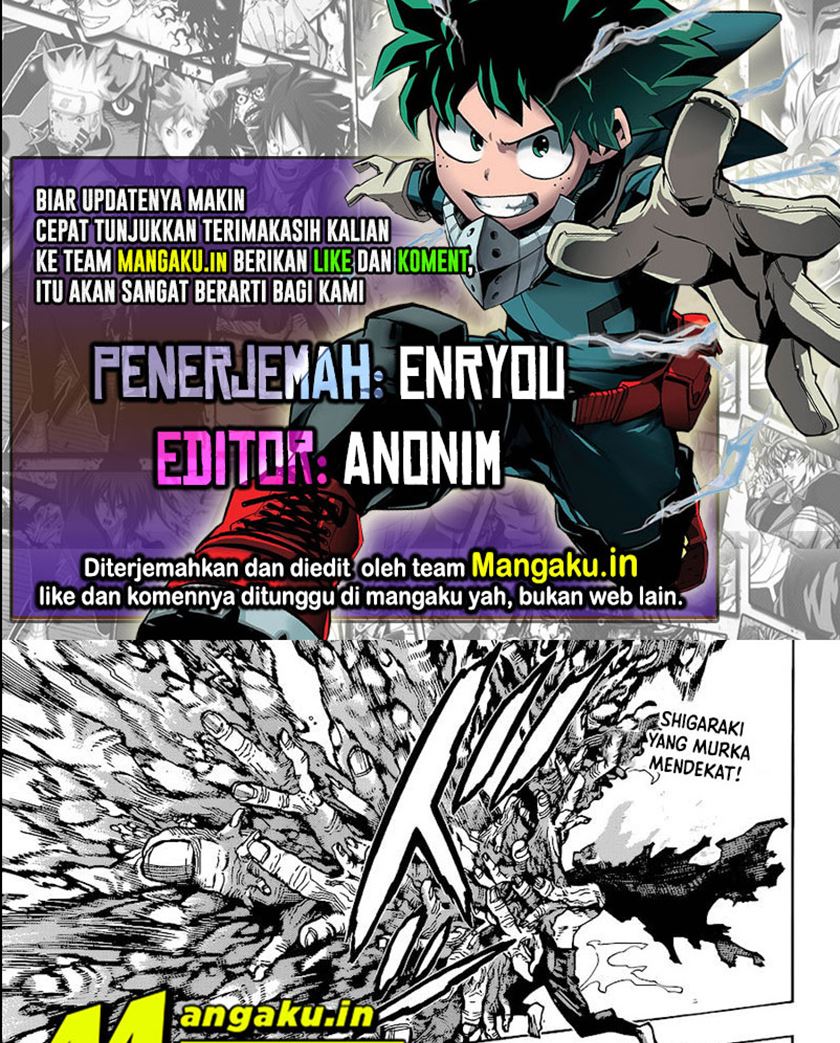 BIAR UPDATENYA MAKIN
CEPAT TUNJUKKAN TERIMAKASIH KALIAN
KE TEAM MANGAKU.IN BERIKAN LIKE DAN KOMENT,
ITU AKAN SANGAT BERARTI BAGI KAMI
PENERJEMAH: ENRYOU
EDITOR: ANONIM
Diterjemahkan dan diedit oleh team Mangaku.in
like dan komennya ditunggu di mangaku yah, bukan web lain.
SHIGARAKI
YANG MURKA
MENDEKAT!
Mangaku.in